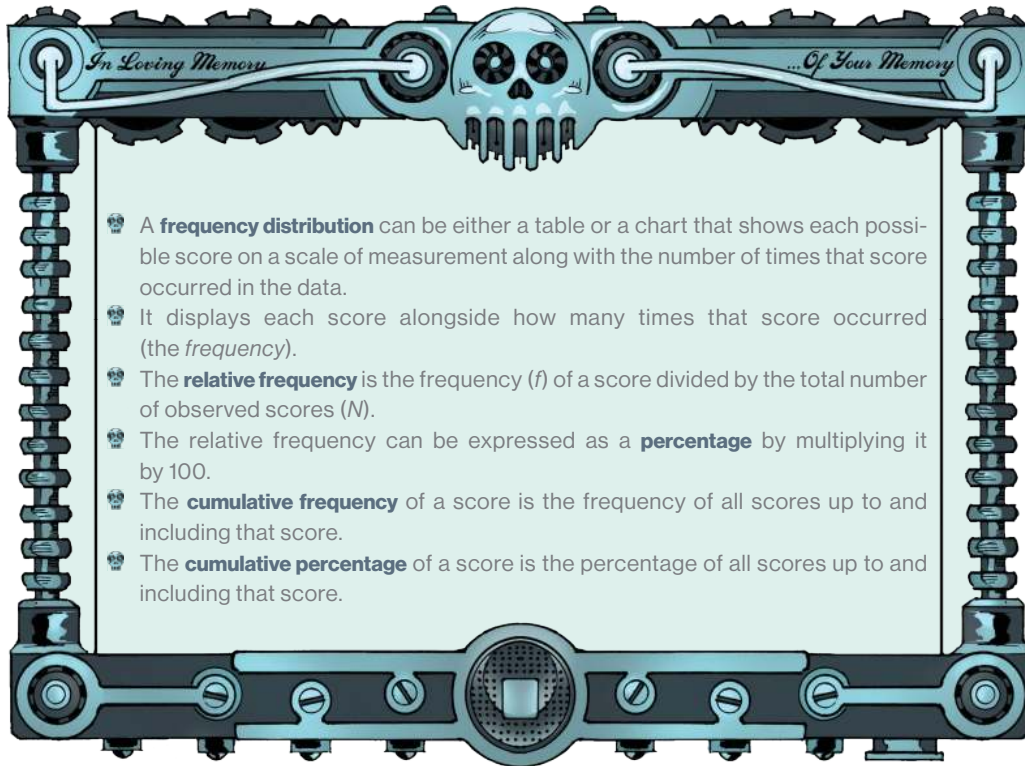 In Loving Memory
...Of Your Memory
A frequency distribution can be either a table or a chart that shows each possi-
ble score on a scale of measurement along with the number of times that score
occurred in the data.
It displays each score alongside how many times that score occurred
(the frequency).
The relative frequency is the frequency (f) of a score divided by the total number
of observed scores (N).
The relative frequency can be expressed as a percentage by multiplying it
by 100.
The cumulative frequency of a score is the frequency of all scores up to and
including that score.
The cumulative percentage of a score is the percentage of all scores up to and
including that score.